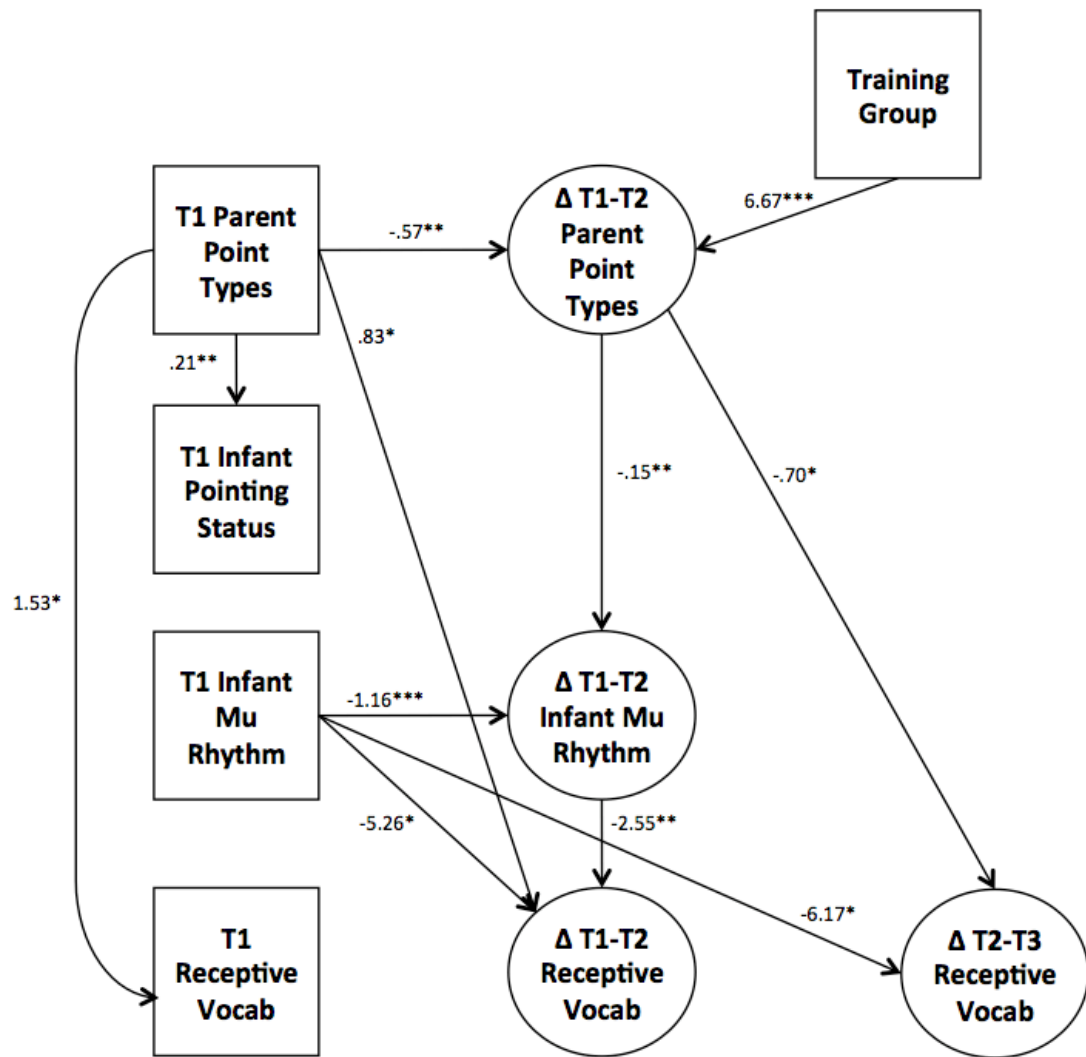 Training
Group
T1 Parent
Point
Types
Δ T1-T2
Parent
Point
Types
6.67***
-.57**
.83*
.21**
T1 Infant
Pointing
Status
-.15**
-.70*
1.53*
T1 Infant
Mu
Rhythm
-1.16***
Δ T1-T2
Infant Mu
Rhythm
-5.26*
-2.55**
-6.17*
T1
Receptive
Vocab
Δ T1-T2
Receptive
Vocab
Δ T2-T3
Receptive
Vocab